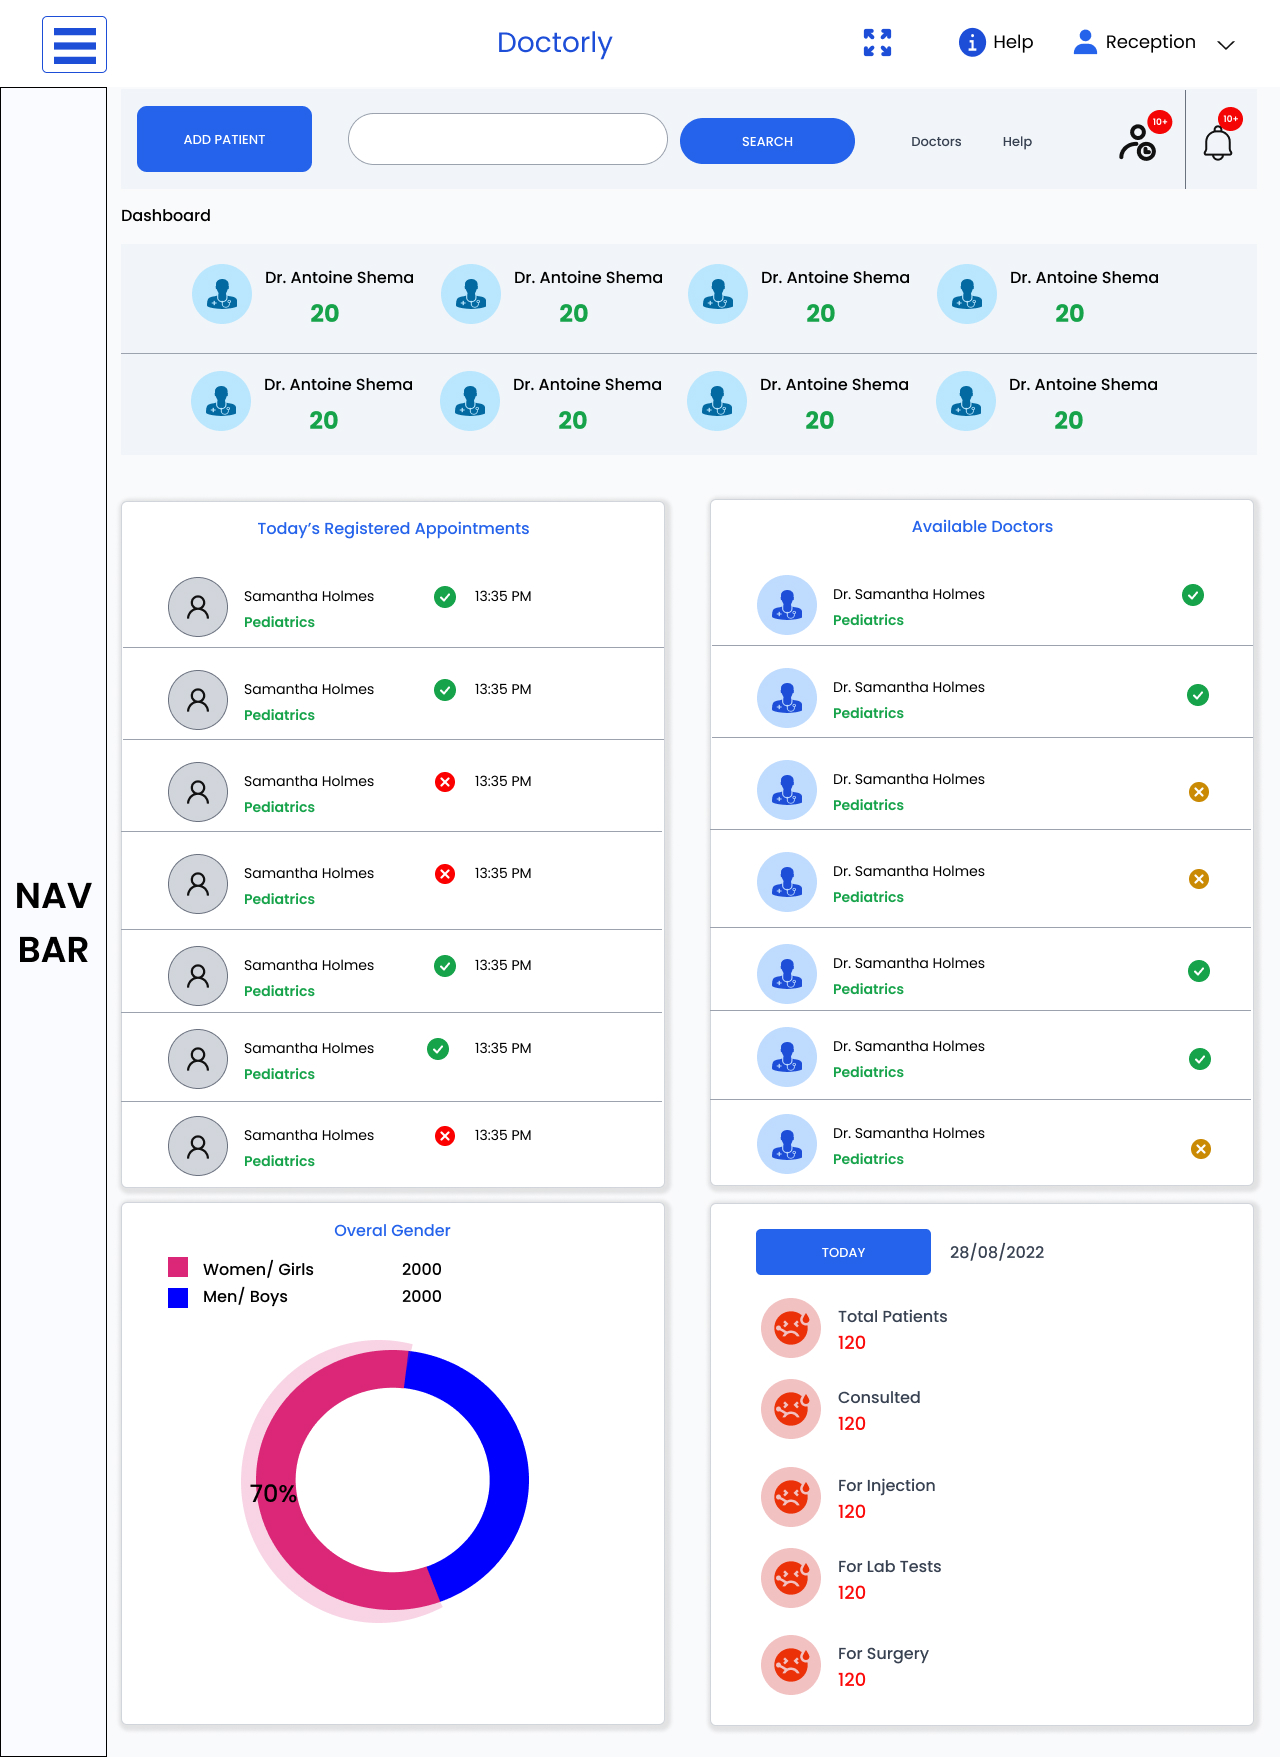 Doctorly
Help
Reception
ADD PATIENT
SEARCH
Doctors
Help
10+
10+
Dashboard
Dr. Antoine Shema
20
Dr. Antoine Shema
20
Dr. Antoine Shema
20
Dr. Antoine Shema
20
Dr. Antoine Shema
20
Dr. Antoine Shema
20
Dr. Antoine Shema
20
Dr. Antoine Shema
20
NAV
BAR
Today's Registered Appointments
Samantha Holmes 13:35 PM
Pediatrics
Samantha Holmes 13:35 PM
Pediatrics
Samantha Holmes 13:35 PM
Pediatrics
Samantha Holmes 13:35 PM
Pediatrics
Samantha Holmes 13:35 PM
Pediatrics
Samantha Holmes 13:35 PM
Pediatrics
Samantha Holmes 13:35 PM
Pediatrics
Available Doctors
Dr. Samantha Holmes
Pediatrics
Dr. Samantha Holmes
Pediatrics
Dr. Samantha Holmes
Pediatrics
Dr. Samantha Holmes
Pediatrics
Dr. Samantha Holmes
Pediatrics
Dr. Samantha Holmes
Pediatrics
Dr. Samantha Holmes
Pediatrics
Overal Gender
Women/ Girls 2000
Men/ Boys 2000
70%
TODAY 28/08/2022
Total Patients
120
Consulted
120
For Injection
120
For Lab Tests
120
For Surgery
120